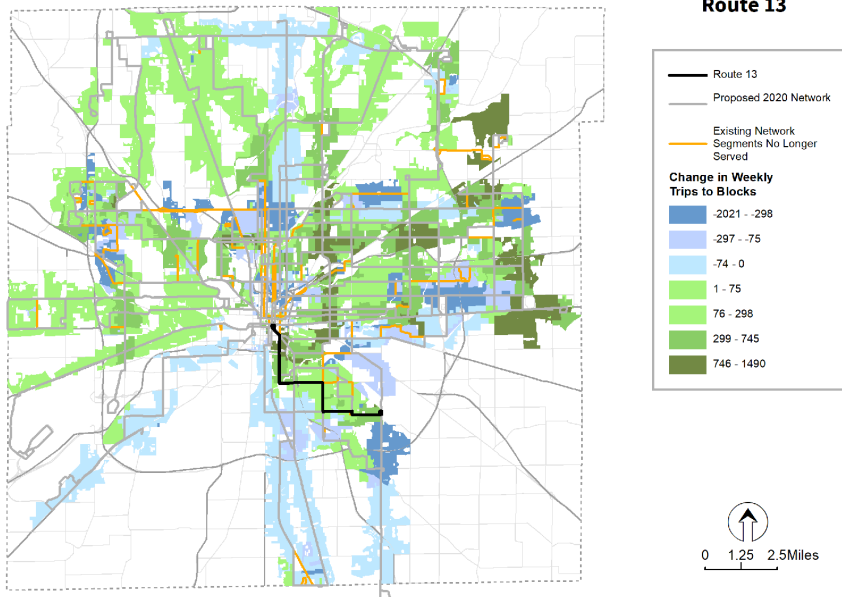 Route 13
Route 13
Proposed 2020 Network
Existing Network
Segments No Longer
Served
Change in Weekly
Trips to Blocks
-2021 - -298
-297 - -75
-74 - 0
1 - 75
76 - 298
299 - 745
746 - 1490
0 1.25 2.5Miles